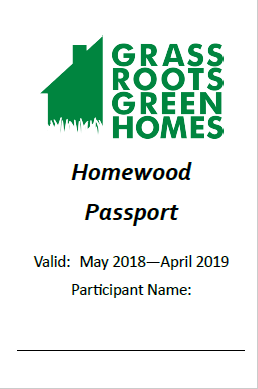 GRASS
ROOTS
GREEN
HOMES
Homewood
Passport
Valid:  May 2018—April 2019
Participant Name: